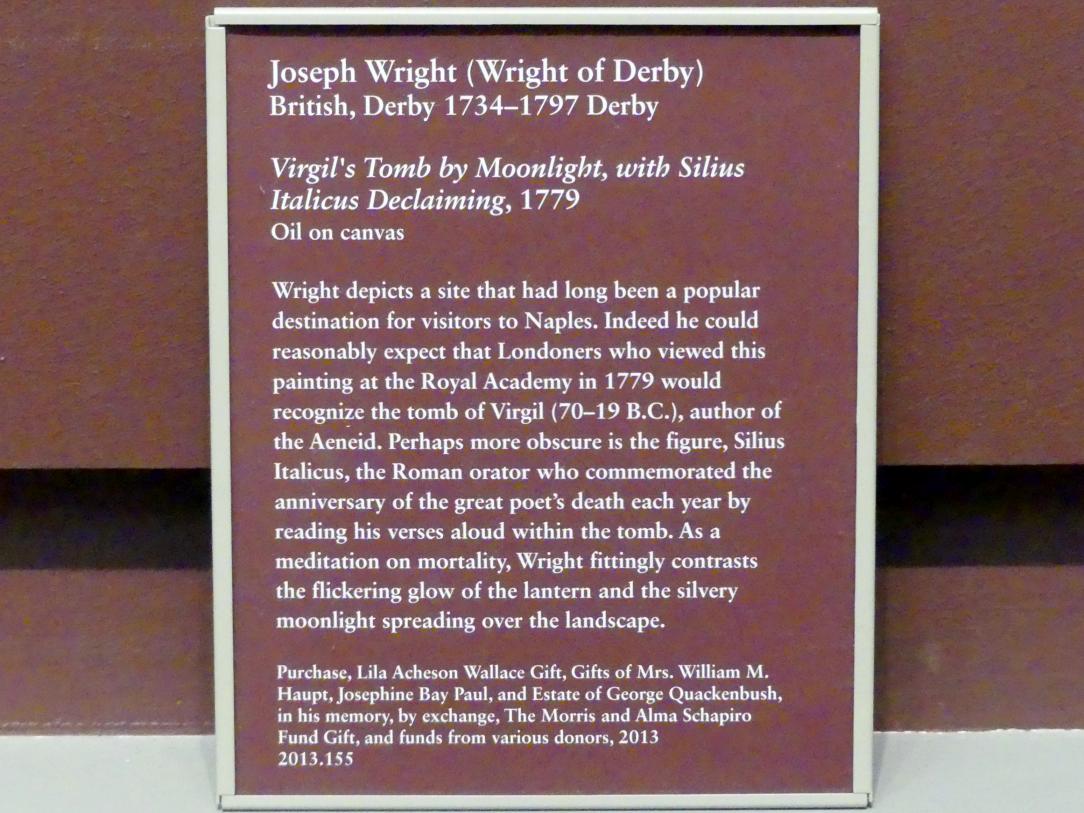 Joseph Wright (Wright of Derby)
British, Derby 1734–1797 Derby
Virgil's Tomb by Moonlight, with Silius
Italicus Declaiming, 1779
Oil on canvas
Wright depicts a site that had long been a popular
destination for visitors to Naples. Indeed he could
reasonably expect that Londoners who viewed this
painting at the Royal Academy in 1779 would
recognize the tomb of Virgil (70–19 B.C.), author of
the Aeneid. Perhaps more obscure is the figure, Silius
Italicus, the Roman orator who commemorated the
anniversary of the great poet’s death each year by
reading his verses aloud within the tomb. As a
meditation on mortality, Wright fittingly contrasts
the flickering glow of the lantern and the silvery
moonlight spreading over the landscape.
Purchase, Lila Acheson Wallace Gift, Gifts of Mrs. William M.
Haupt, Josephine Bay Paul, and Estate of George Quackenbush,
in his memory, by exchange, The Morris and Alma Schapiro
Fund Gift, and funds from various donors, 2013
2013.155